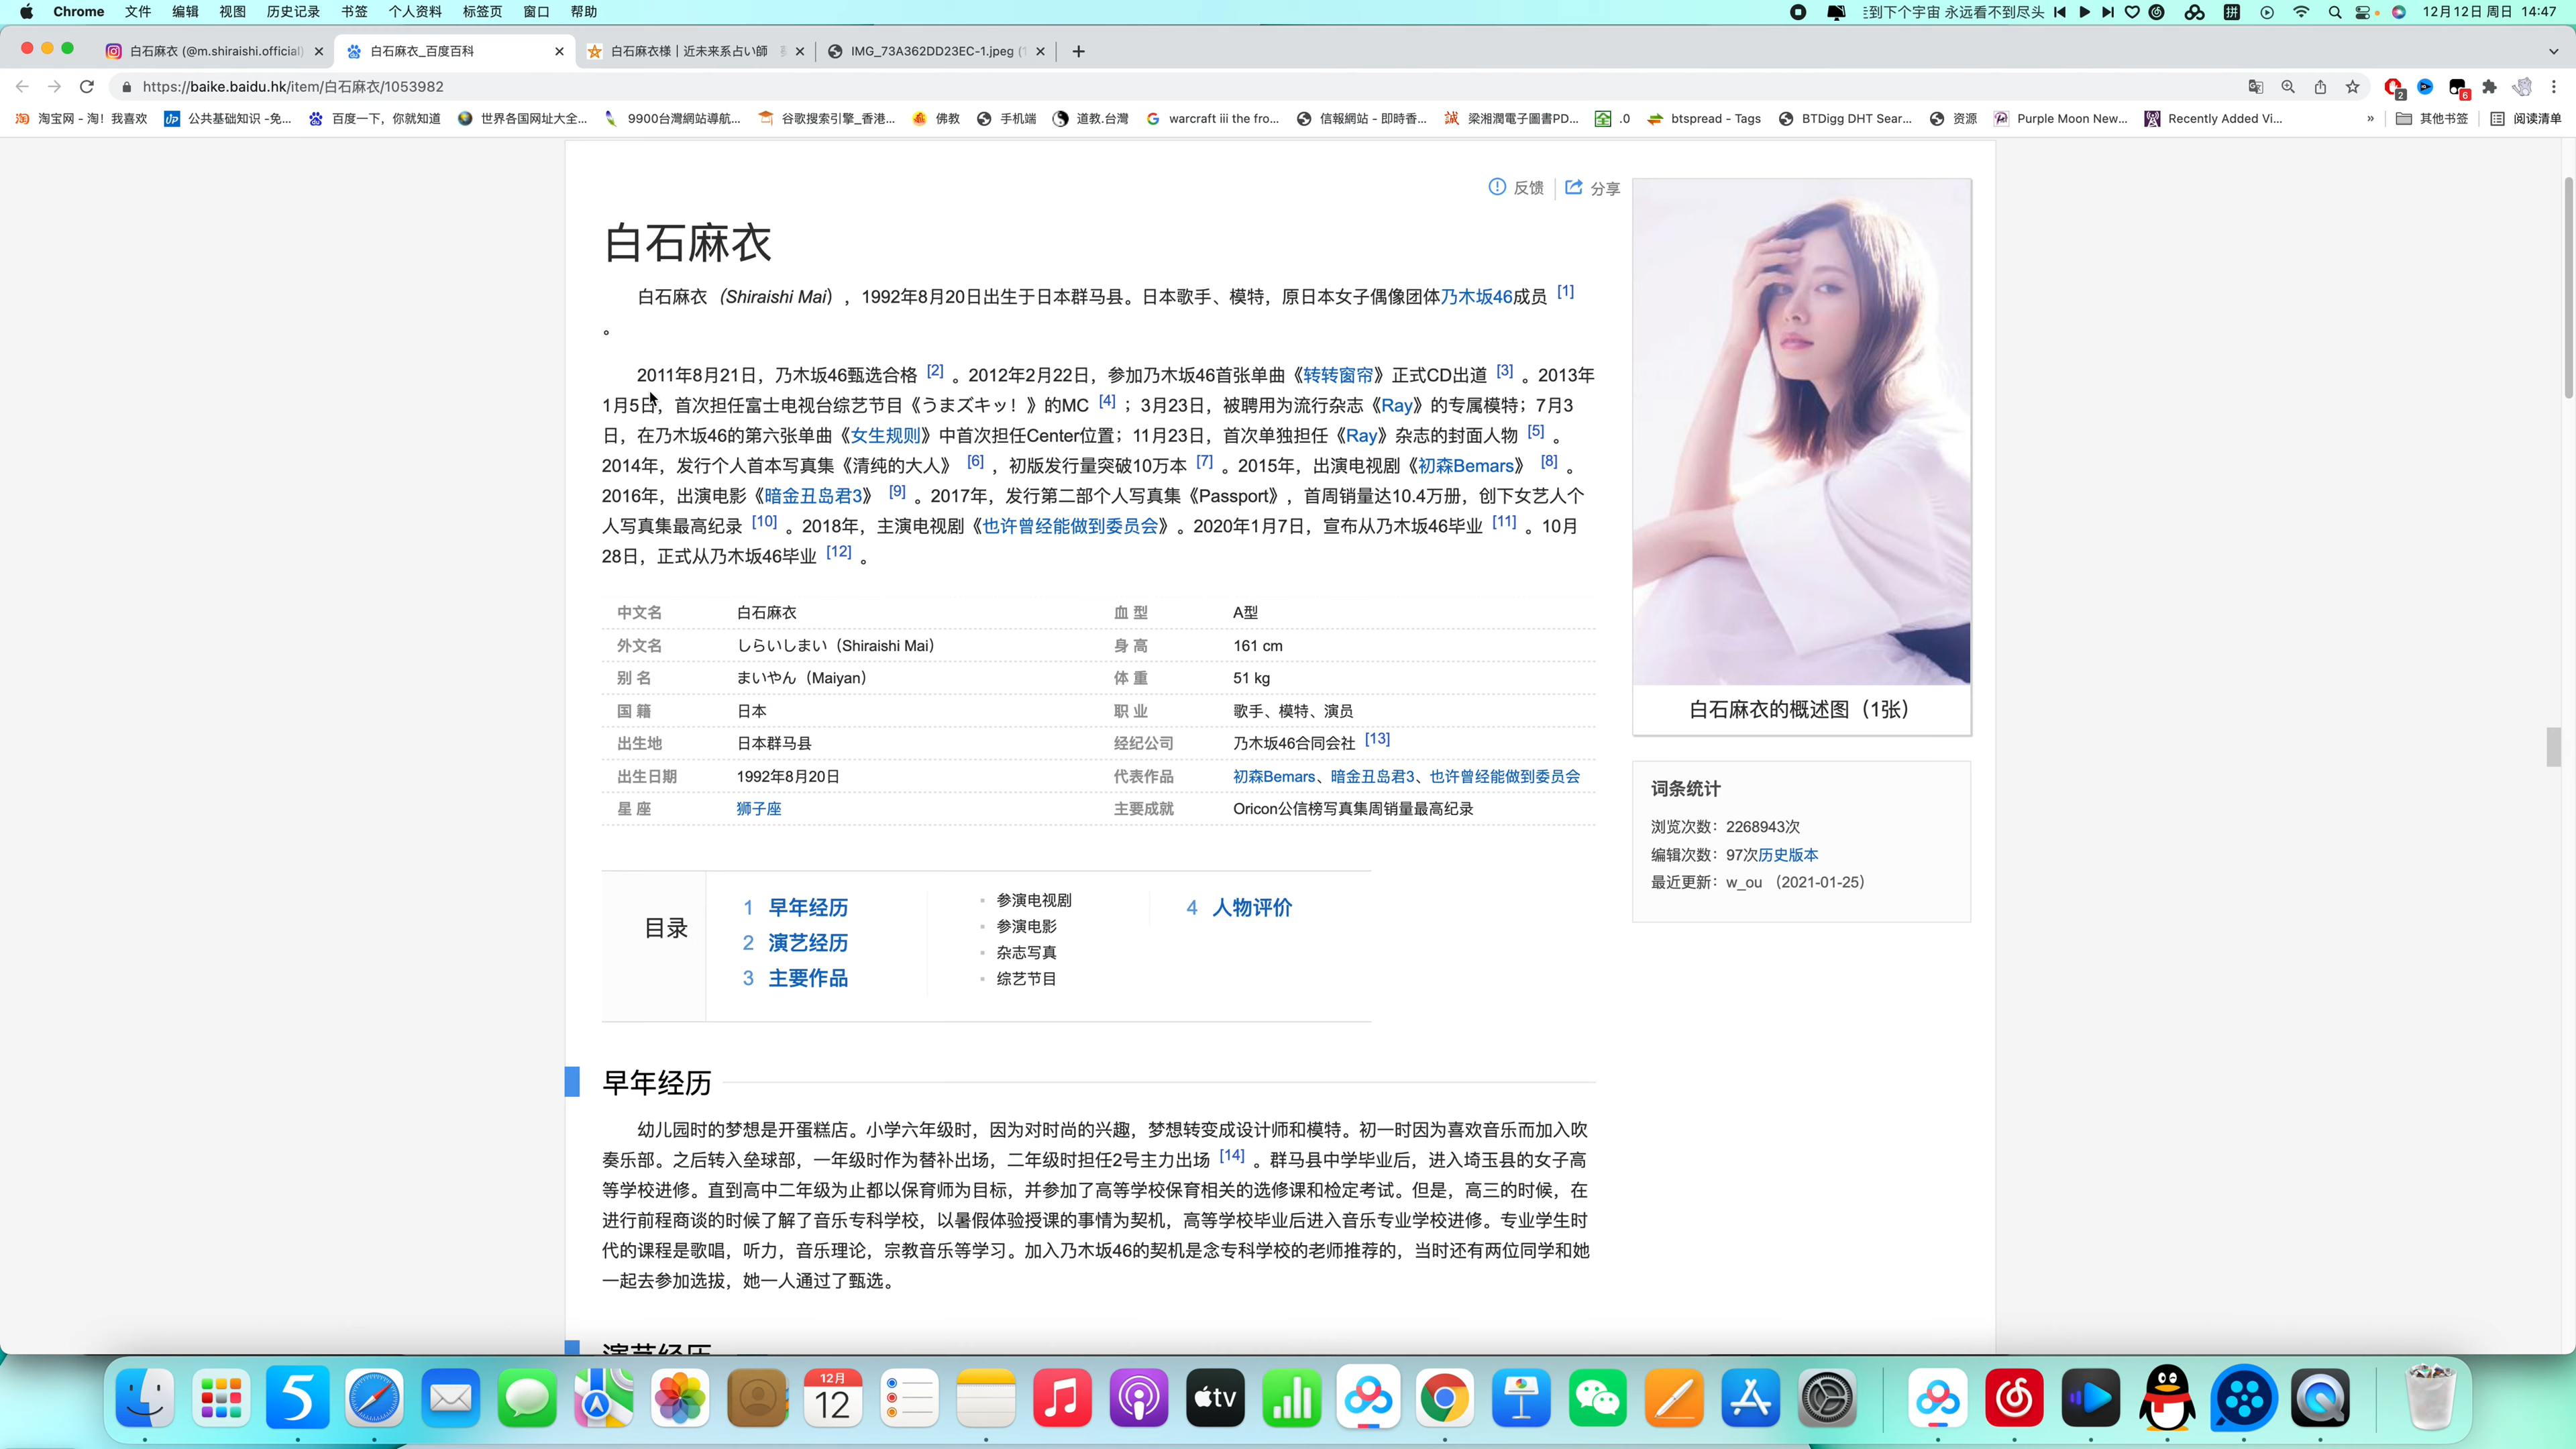 Chrome 文件 编辑 视图 历史记录 书签 个人资料 标签页 窗口 帮助
到下个宇宙 永远看不到尽头 拼 12月12日 周日 14:47
白石麻衣 (@m.shiraishi.official)
白石麻衣_百度百科
白石麻衣様 | 近未来系占い師
IMG_73A362DD23EC-1.jpeg
https://baike.baidu.hk/item/白石麻衣/1053982
2 6
淘宝网 - 淘！我喜欢
公共基础知识 -免...
百度一下，你就知道
世界各国网址大全...
9900台灣網站導航...
谷歌搜索引擎_香港...
佛教
手机端
道教.台灣
warcraft iii the fro...
信報網站 - 即時香...
誠 梁湘潤電子圖書PD...
全 .0
btspread - Tags
BTDigg DHT Sear...
资源
Purple Moon New...
Recently Added Vi...
»
其他书签
阅读清单
反馈 分享
白石麻衣
白石麻衣（Shiraishi Mai），1992年8月20日出生于日本群马县。日本歌手、模特，原日本女子偶像团体乃木坂46成员 [1]
。
2011年8月21日，乃木坂46甄选合格 [2] 。2012年2月22日，参加乃木坂46首张单曲《转转窗帘》正式CD出道 [3] 。2013年
1月5日，首次担任富士电视台综艺节目《うまズキッ！》的MC [4] ；3月23日，被聘用为流行杂志《Ray》的专属模特；7月3
日，在乃木坂46的第六张单曲《女生规则》中首次担任Center位置；11月23日，首次单独担任《Ray》杂志的封面人物 [5] 。
2014年，发行个人首本写真集《清纯的大人》 [6] ，初版发行量突破10万本 [7] 。2015年，出演电视剧《初森Bemars》 [8] 。
2016年，出演电影《暗金丑岛君3》 [9] 。2017年，发行第二部个人写真集《Passport》，首周销量达10.4万册，创下女艺人个
人写真集最高纪录 [10] 。2018年，主演电视剧《也许曾经能做到委员会》。2020年1月7日，宣布从乃木坂46毕业 [11] 。10月
28日，正式从乃木坂46毕业 [12] 。
中文名 白石麻衣 血 型 A型
外文名 しらいしまい（Shiraishi Mai） 身 高 161 cm
别 名 まいやん（Maiyan） 体 重 51 kg
国 籍 日本 职 业 歌手、模特、演员
出生地 日本群马县 经纪公司 乃木坂46合同会社 [13]
出生日期 1992年8月20日 代表作品 初森Bemars、暗金丑岛君3、也许曾经能做到委员会
星 座 狮子座 主要成就 Oricon公信榜写真集周销量最高纪录
白石麻衣的概述图（1张）
词条统计
浏览次数：2268943次
编辑次数：97次历史版本
最近更新：w_ou （2021-01-25）
目录
1 早年经历
2 演艺经历
3 主要作品
参演电视剧
参演电影
杂志写真
综艺节目
4 人物评价
早年经历
幼儿园时的梦想是开蛋糕店。小学六年级时，因为对时尚的兴趣，梦想转变成设计师和模特。初一时因为喜欢音乐而加入吹
奏乐部。之后转入垒球部，一年级时作为替补出场，二年级时担任2号主力出场 [14] 。群马县中学毕业后，进入埼玉县的女子高
等学校进修。直到高中二年级为止都以保育师为目标，并参加了高等学校保育相关的选修课和检定考试。但是，高三的时候，在
进行前程商谈的时候了解了音乐专科学校，以暑假体验授课的事情为契机，高等学校毕业后进入音乐专业学校进修。专业学生时
代的课程是歌唱，听力，音乐理论，宗教音乐等学习。加入乃木坂46的契机是念专科学校的老师推荐的，当时还有两位同学和她
一起去参加选拔，她一人通过了甄选。
演艺经历
5
12月
12
tv